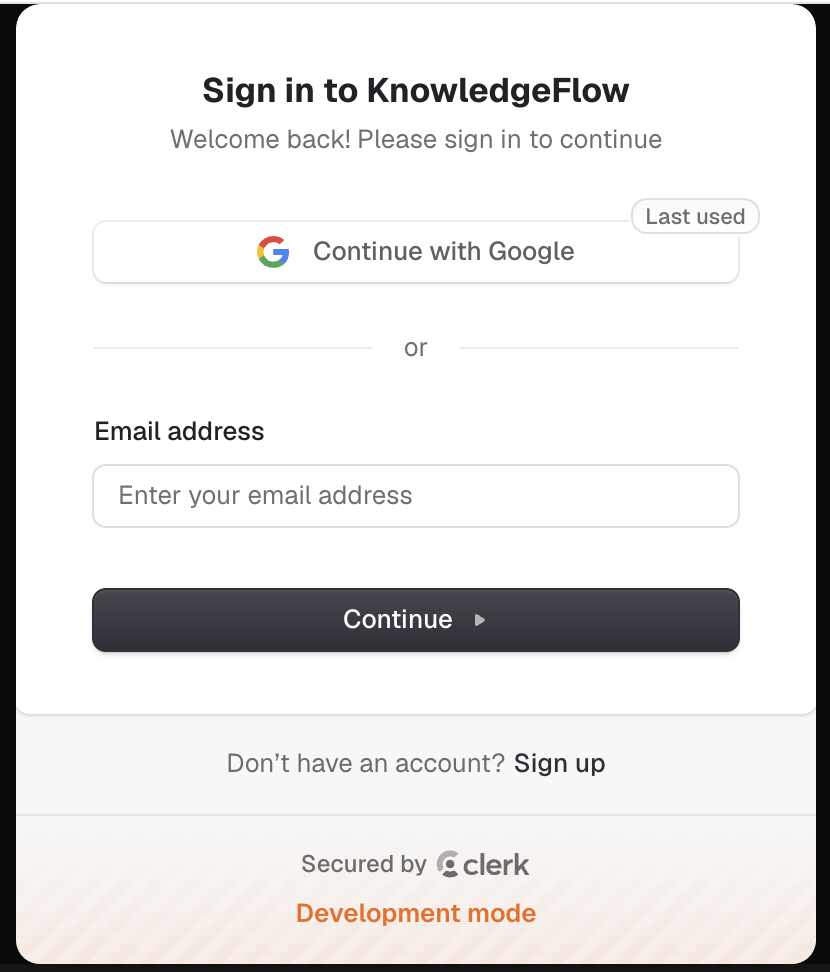 Sign in to KnowledgeFlow
Welcome back! Please sign in to continue
Last used
Continue with Google
or
Email address
Enter your email address
Continue
Don’t have an account? Sign up
Secured by clerk
Development mode